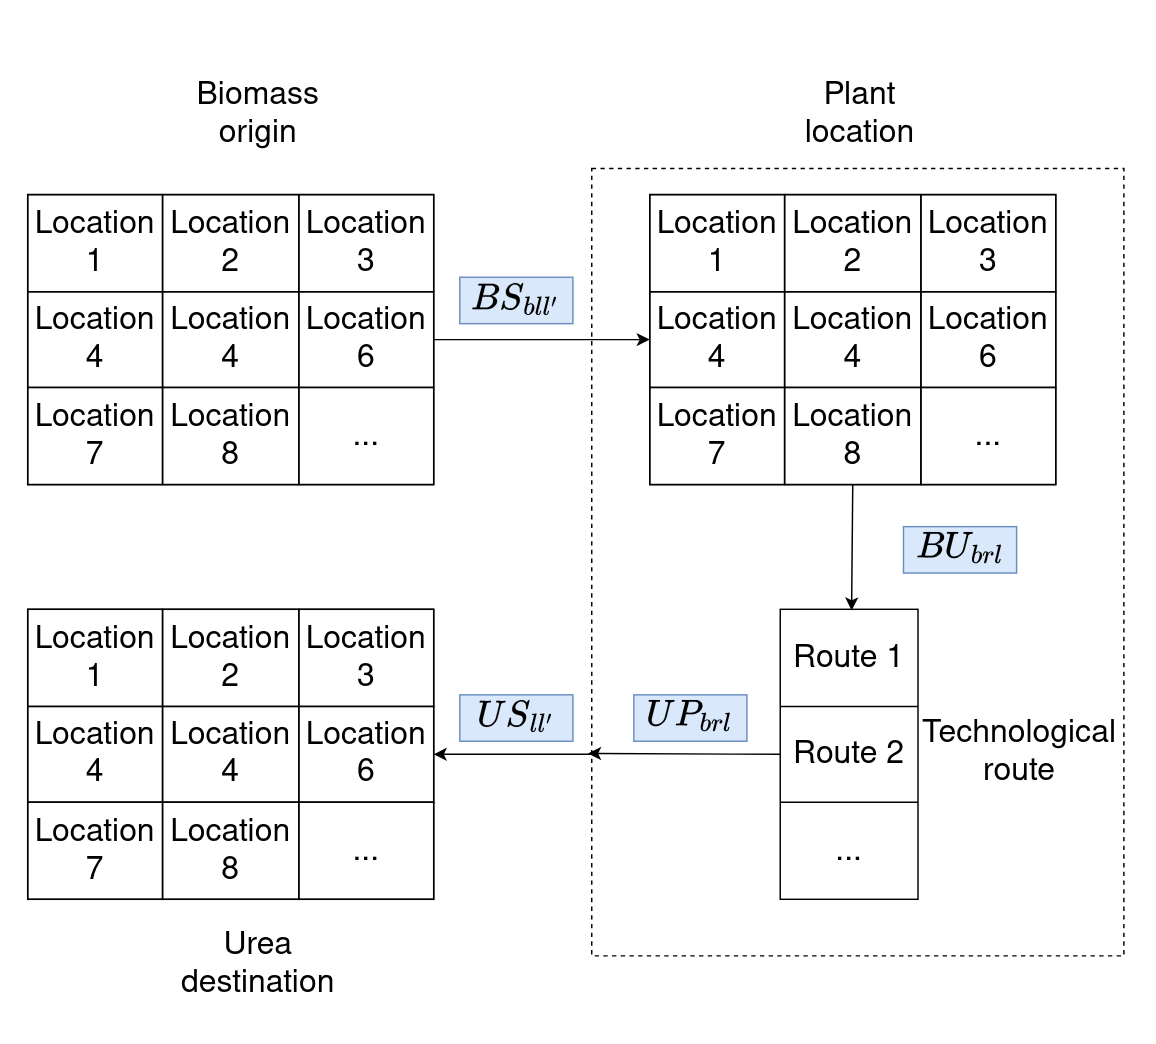 Biomass
origin
Plant
location
Location
1
Location
2
Location
3
Location
4
Location
4
Location
6
Location
7
Location
8
...
BS_{bll'}
Location
1
Location
2
Location
3
Location
4
Location
4
Location
6
Location
7
Location
8
...
BU_{brl}
Route 1
Route 2
...
Technological
route
UP_{brl}
US_{ll'}
Location
1
Location
2
Location
3
Location
4
Location
4
Location
6
Location
7
Location
8
...
Urea
destination